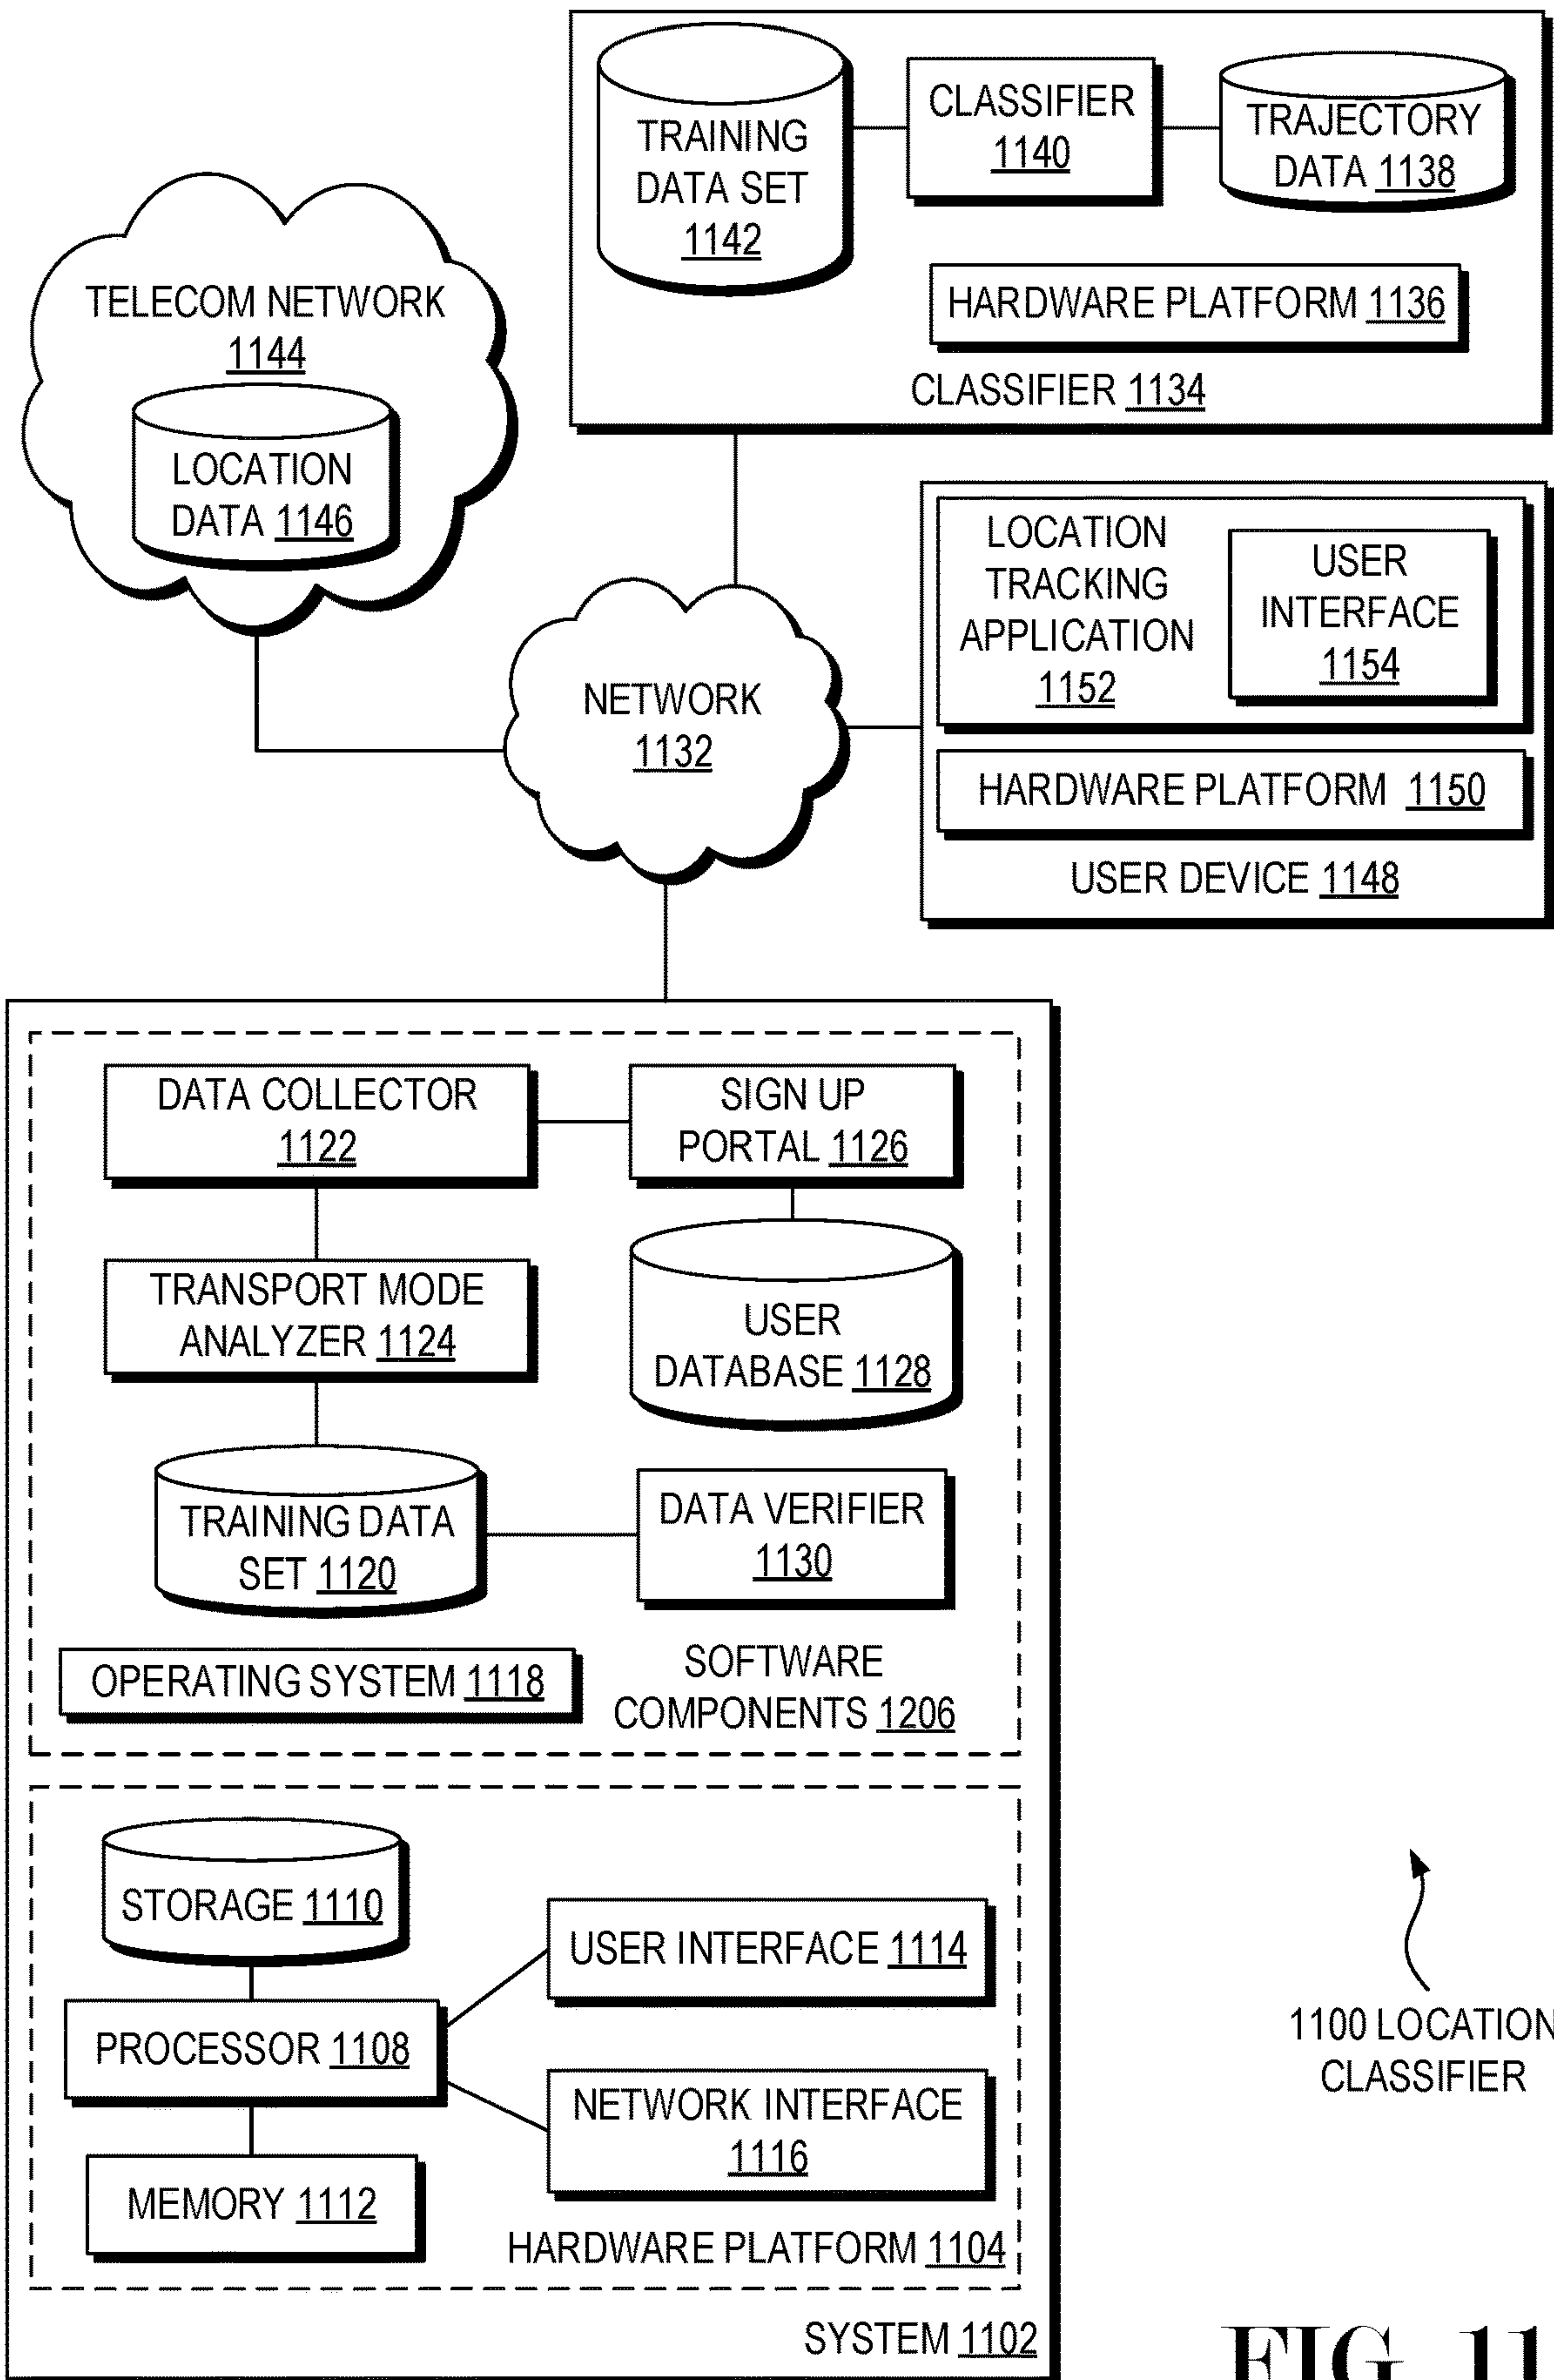 TRAINING
DATA SET
1142
CLASSIFIER
1140
TRAJECTORY
DATA 1138
HARDWARE PLATFORM 1136
CLASSIFIER 1134
TELECOM NETWORK
1144
LOCATION
DATA 1146
LOCATION
TRACKING
APPLICATION
1152
USER
INTERFACE
1154
HARDWARE PLATFORM 1150
USER DEVICE 1148
NETWORK
1132
DATA COLLECTOR
1122
SIGN UP
PORTAL 1126
TRANSPORT MODE
ANALYZER 1124
USER
DATABASE 1128
TRAINING DATA
SET 1120
DATA VERIFIER
1130
OPERATING SYSTEM 1118
SOFTWARE
COMPONENTS 1206
STORAGE 1110
USER INTERFACE 1114
PROCESSOR 1108
NETWORK INTERFACE
1116
MEMORY 1112
HARDWARE PLATFORM 1104
SYSTEM 1102
1100 LOCATION
CLASSIFIER
FIG. 11